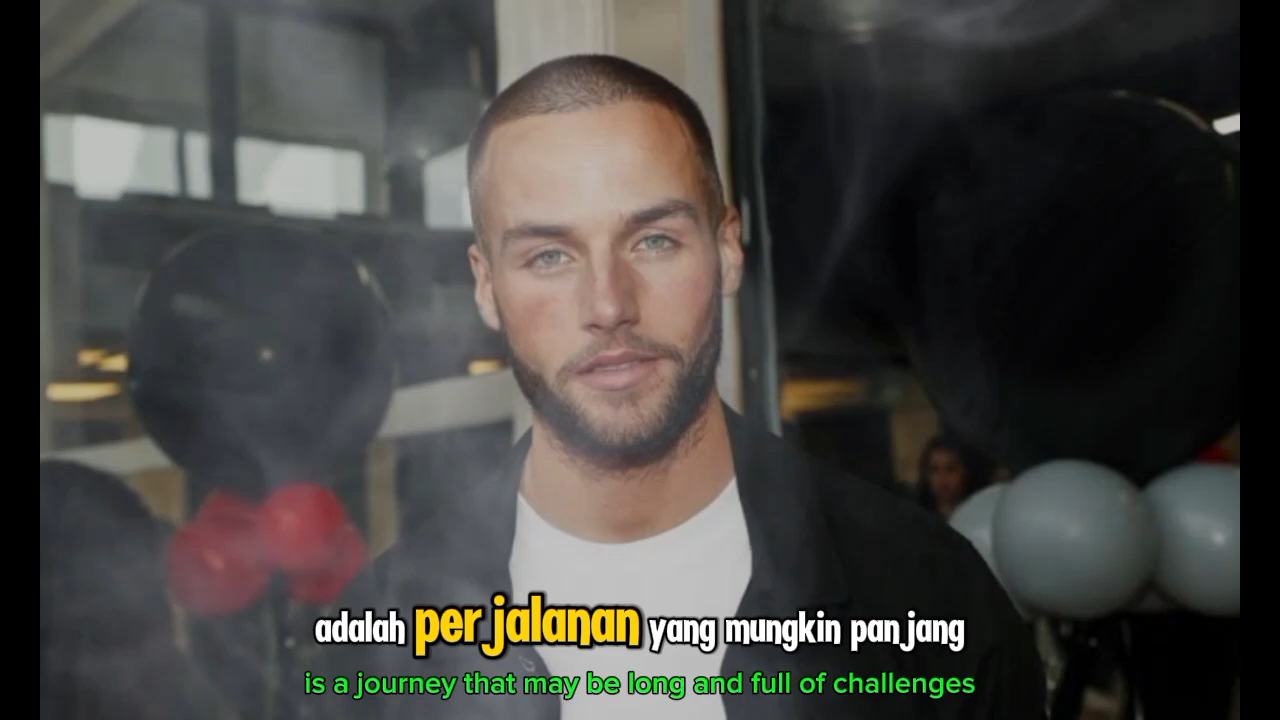 adalah perjalanan yang mungkin panjang
is a journey that may be long and full of challenges